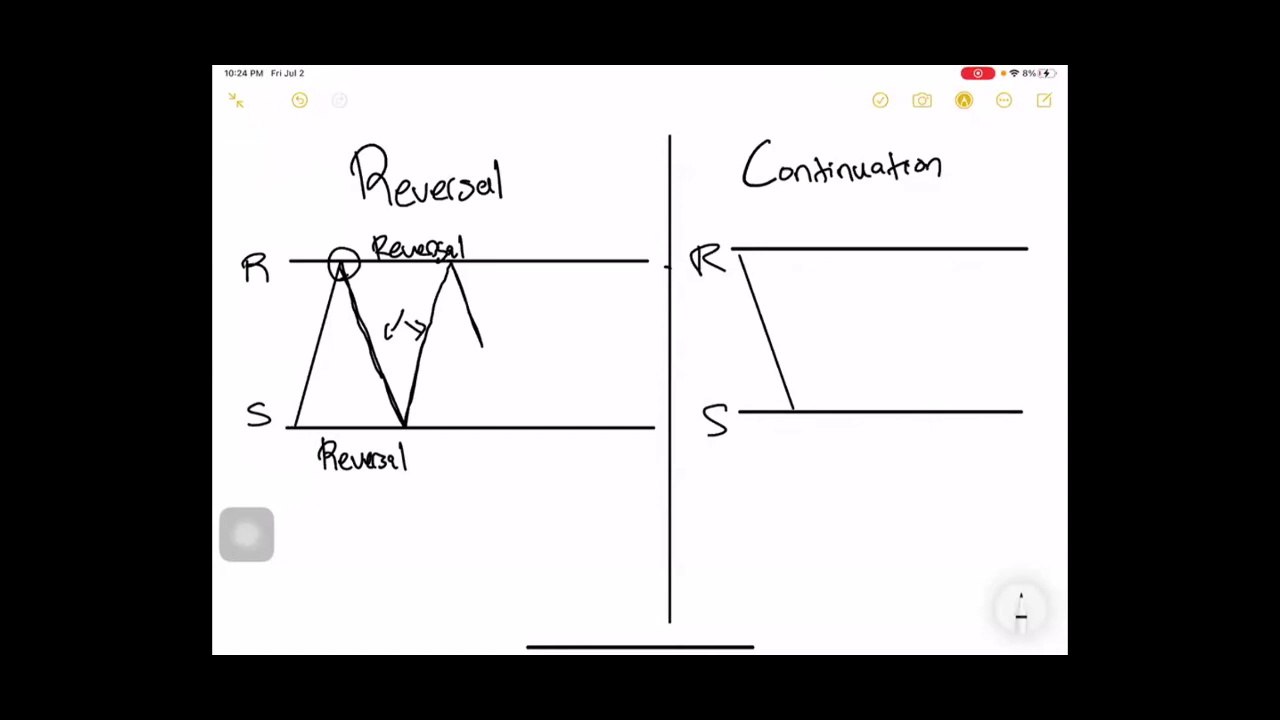 10:24 PM Fri Jul 2
8%
Reversal
Reversal
R
S
Reversal
Continuation
R
S